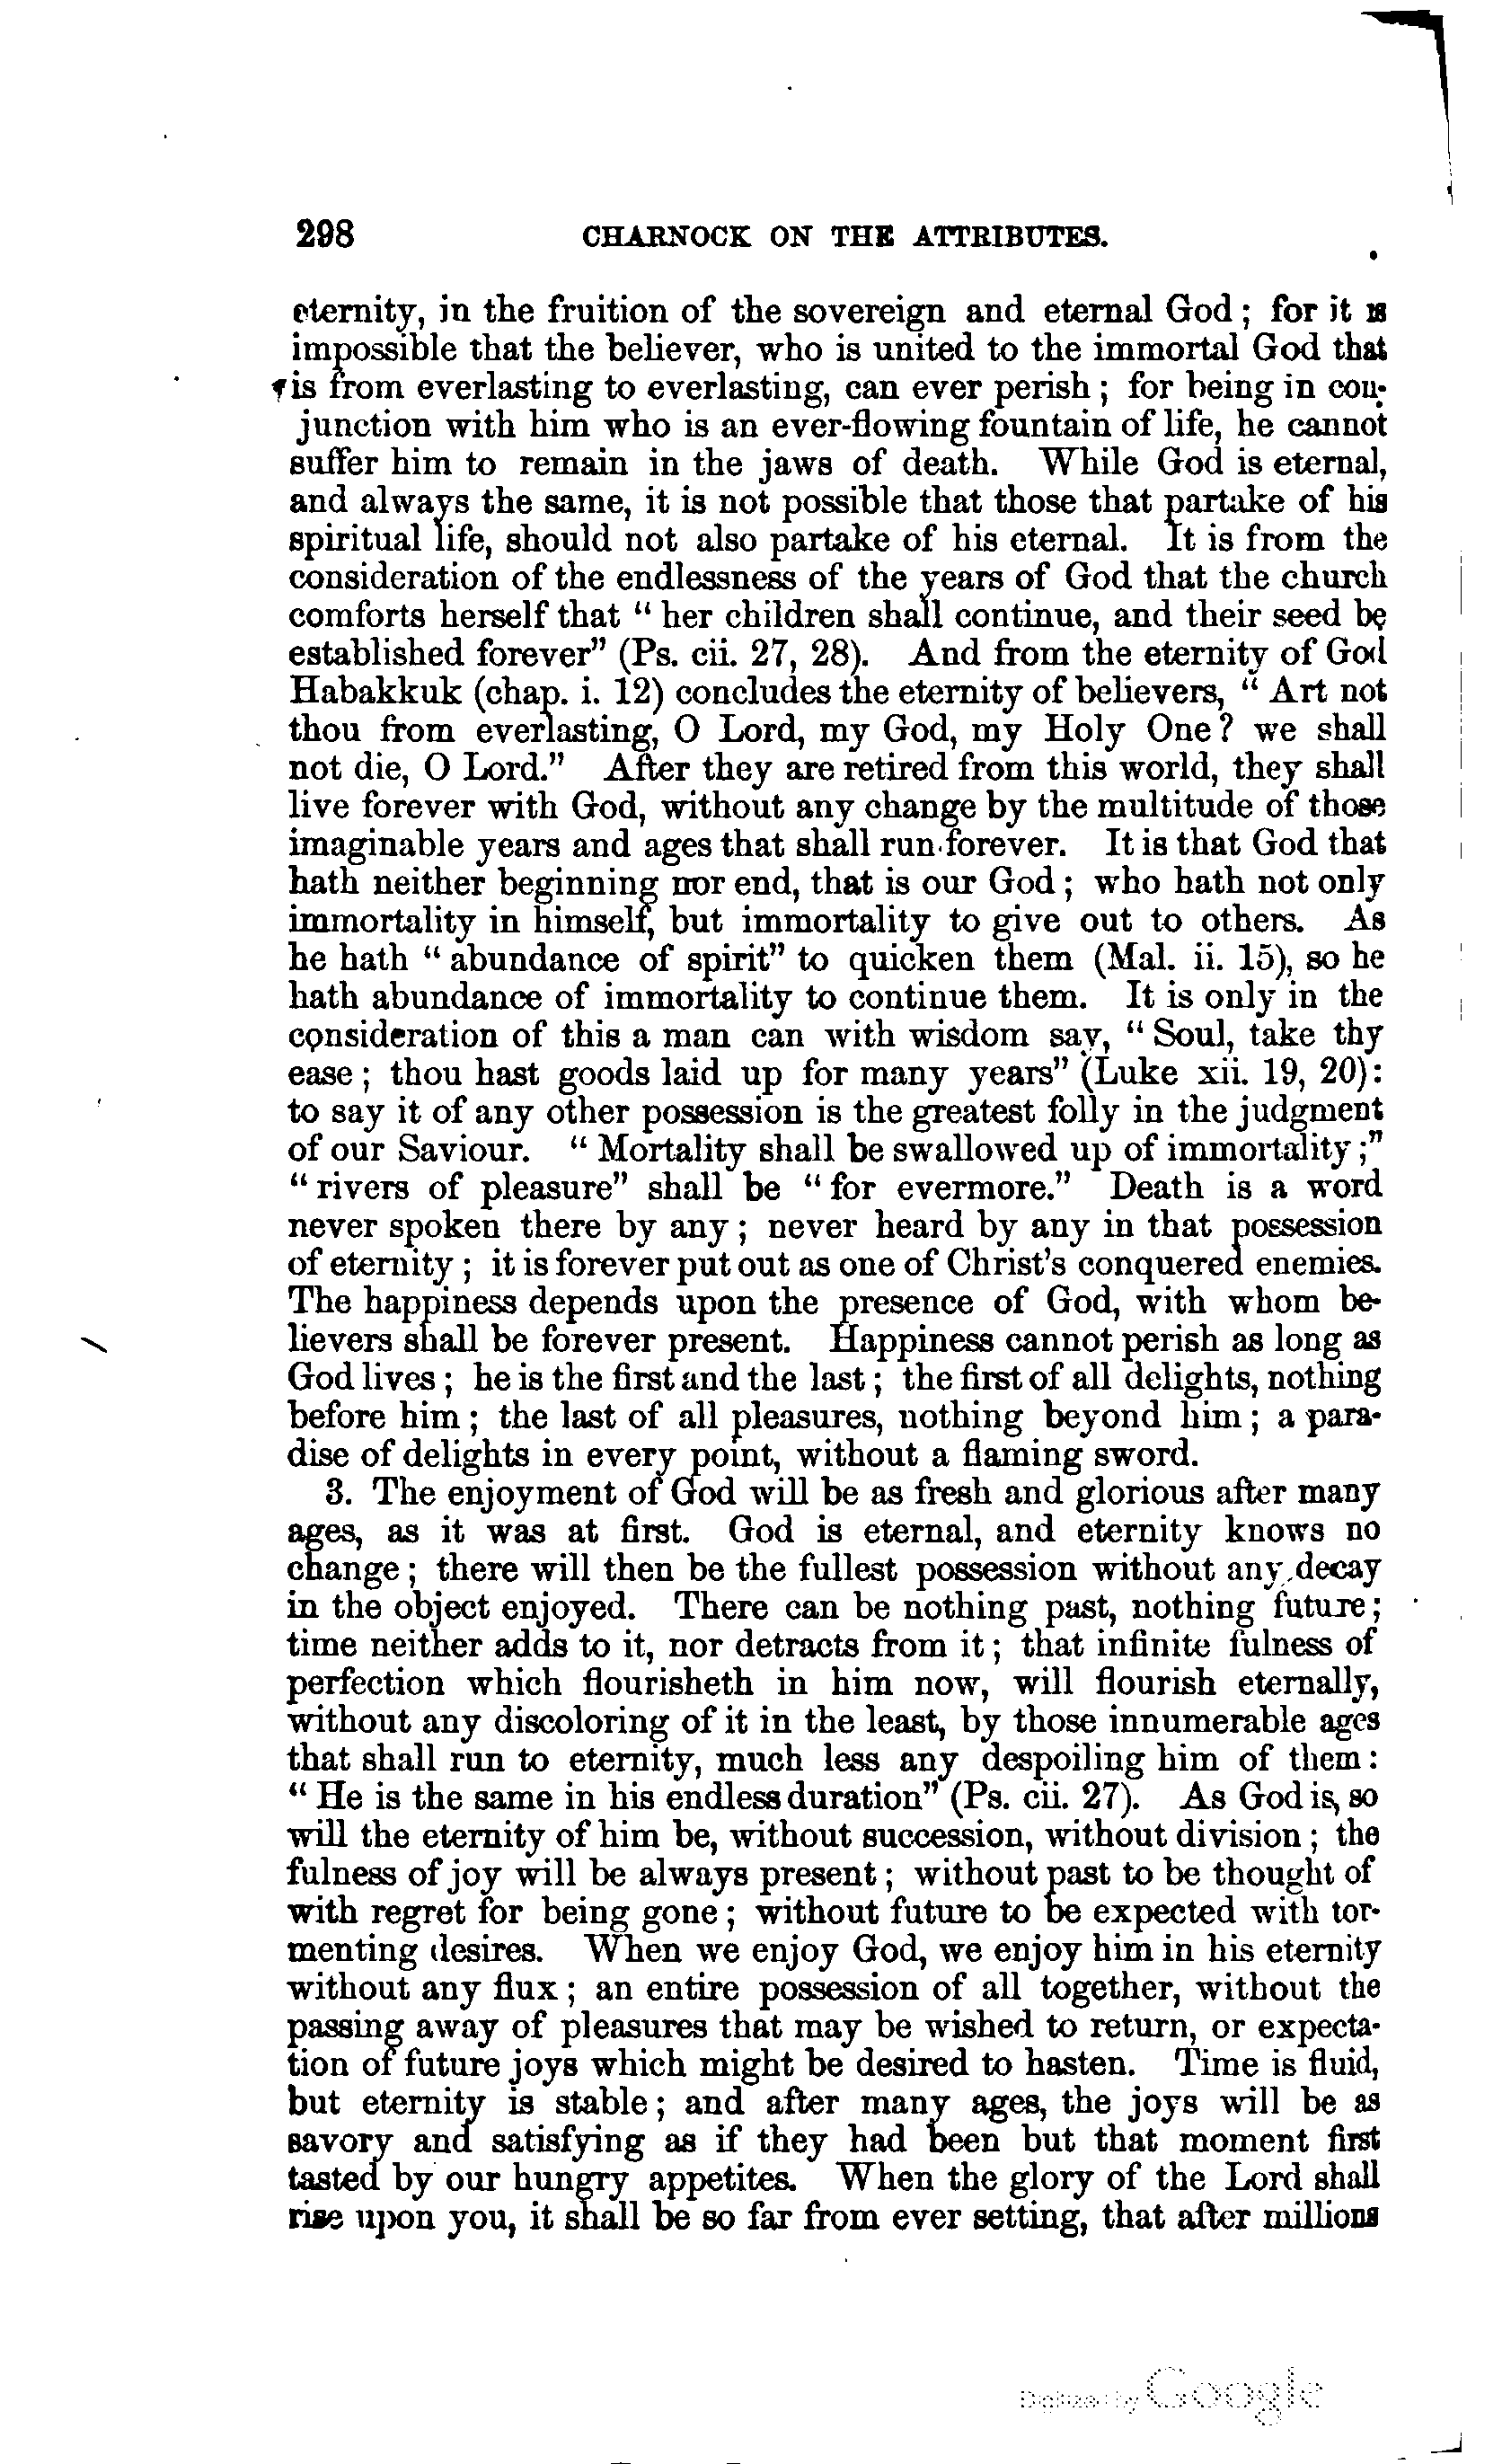 298 CHARNOCK ON THE ATTRIBUTES.
eternity, in the fruition of the sovereign and eternal God; for it is
impossible that the believer, who is united to the immortal God that
is from everlasting to everlasting, can ever perish; for being in con-
junction with him who is an ever-flowing fountain of life, he cannot
suffer him to remain in the jaws of death. While God is eternal,
and always the same, it is not possible that those that partake of his
spiritual life, should not also partake of his eternal. It is from the
consideration of the endlessness of the years of God that the church
comforts herself that "her children shall continue, and their seed be
established forever" (Ps. cii. 27, 28). And from the eternity of God
Habakkuk (chap. i. 12) concludes the eternity of believers, "Art not
thou from everlasting, O Lord, my God, my Holy One? we shall
not die, O Lord." After they are retired from this world, they shall
live forever with God, without any change by the multitude of those
imaginable years and ages that shall run forever. It is that God that
hath neither beginning nor end, that is our God; who hath not only
immortality in himself, but immortality to give out to others. As
he hath "abundance of spirit" to quicken them (Mal. ii. 15), so he
hath abundance of immortality to continue them. It is only in the
consideration of this a man can with wisdom say, "Soul, take thy
ease; thou hast goods laid up for many years" (Luke xii. 19, 20):
to say it of any other possession is the greatest folly in the judgment
of our Saviour. "Mortality shall be swallowed up of immortality;"
"rivers of pleasure" shall be "for evermore." Death is a word
never spoken there by any; never heard by any in that possession
of eternity; it is forever put out as one of Christ's conquered enemies.
The happiness depends upon the presence of God, with whom be-
lievers shall be forever present. Happiness cannot perish as long as
God lives; he is the first and the last; the first of all delights, nothing
before him; the last of all pleasures, nothing beyond him; a para-
dise of delights in every point, without a flaming sword.
3. The enjoyment of God will be as fresh and glorious after many
ages, as it was at first. God is eternal, and eternity knows no
change; there will then be the fullest possession without any decay
in the object enjoyed. There can be nothing past, nothing future;
time neither adds to it, nor detracts from it; that infinite fulness of
perfection which flourisheth in him now, will flourish eternally,
without any discoloring of it in the least, by those innumerable ages
that shall run to eternity, much less any despoiling him of them:
"He is the same in his endless duration" (Ps. cii. 27). As God is, so
will the eternity of him be, without succession, without division; the
fulness of joy will be always present; without past to be thought of
with regret for being gone; without future to be expected with tor-
menting desires. When we enjoy God, we enjoy him in his eternity
without any flux; an entire possession of all together, without the
passing away of pleasures that may be wished to return, or expecta-
tion of future joys which might be desired to hasten. Time is fluid,
but eternity is stable; and after many ages, the joys will be as
savory and satisfying as if they had been but that moment first
tasted by our hungry appetites. When the glory of the Lord shall
rise upon you, it shall be so far from ever setting, that after millions
Digitized by Google